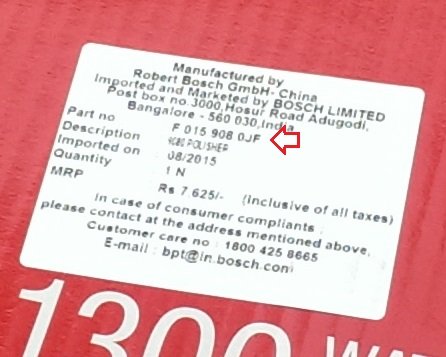 Manufactured by
Robert Bosch GmbH- China
Imported and Marketed by BOSCH LIMITED
Post box no.3000, Hosur Road Adugodi,
Bangalore - 560 030, India
Part no F 015 908 0JF
Description : POLISHER
Imported on : 08/2015
Quantity : 1 N
MRP Rs 7,625/- (inclusive of all taxes)
In case of consumer compliants :
please contact at the address mentioned above,
Customer care no : 1800 425 8665
E-mail : bpt@in.bosch.com
1300